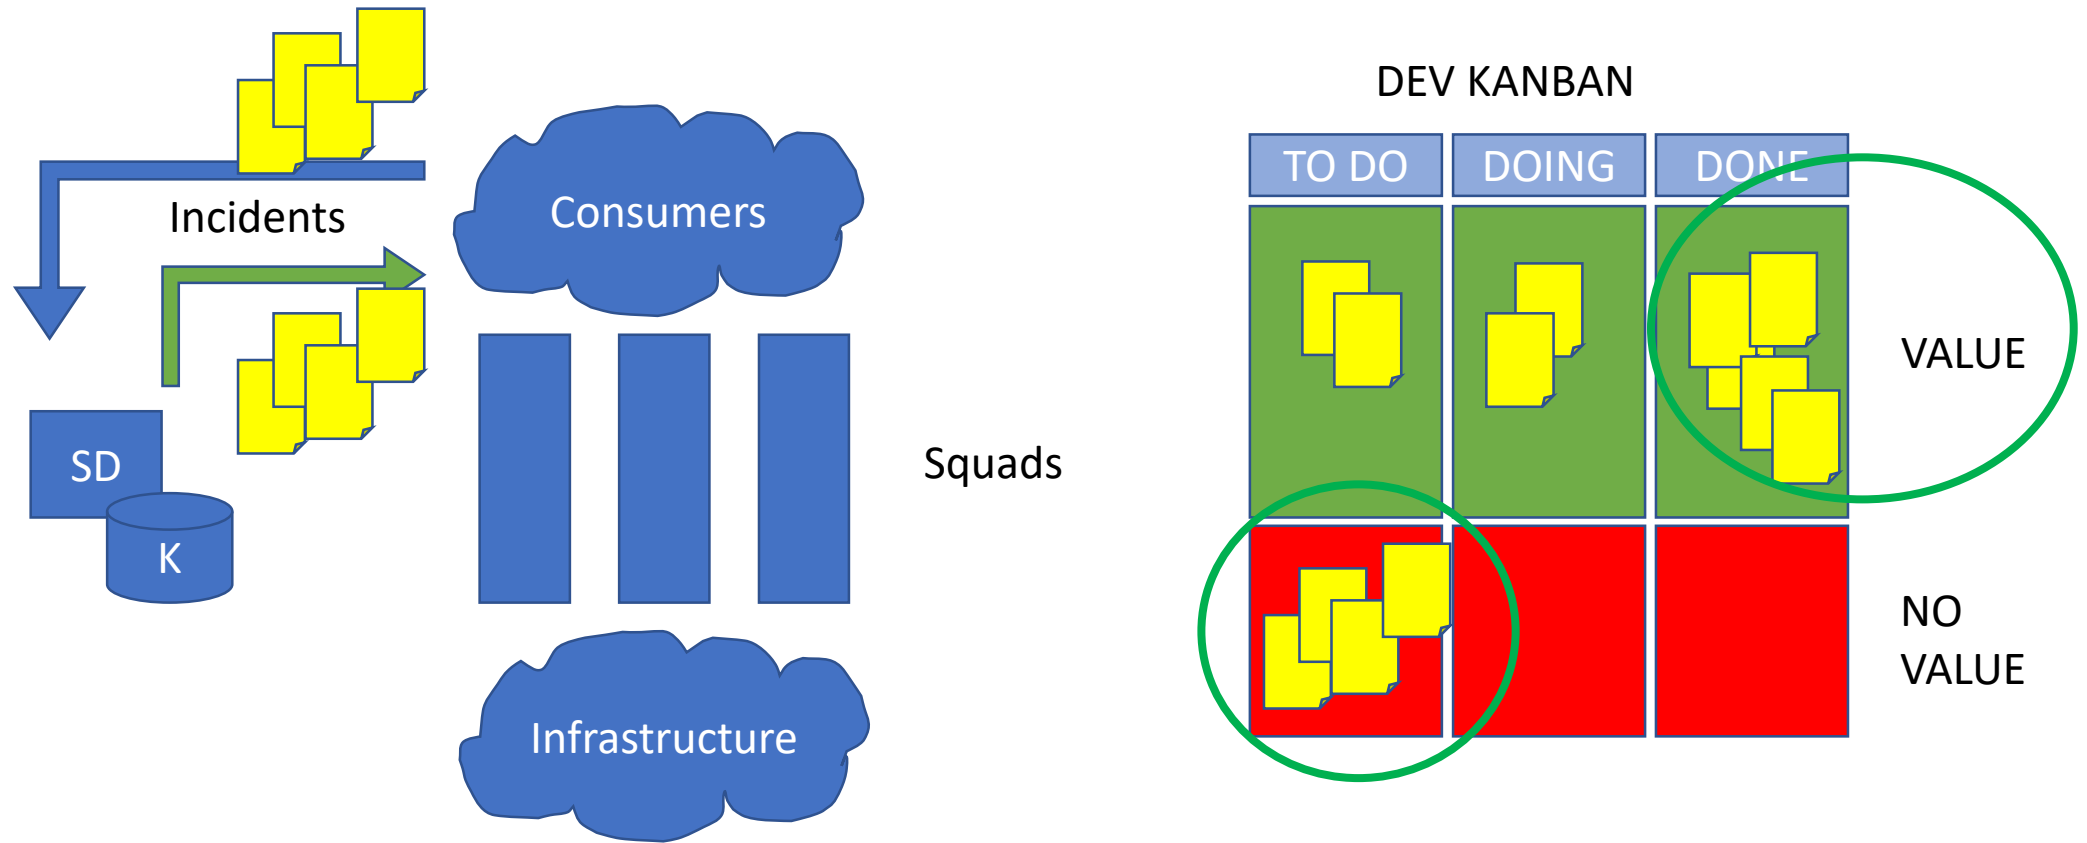 Incidents
Consumers
SD
K
Squads
Infrastructure
DEV KANBAN
TO DO
DOING
DONE
VALUE
NO
VALUE